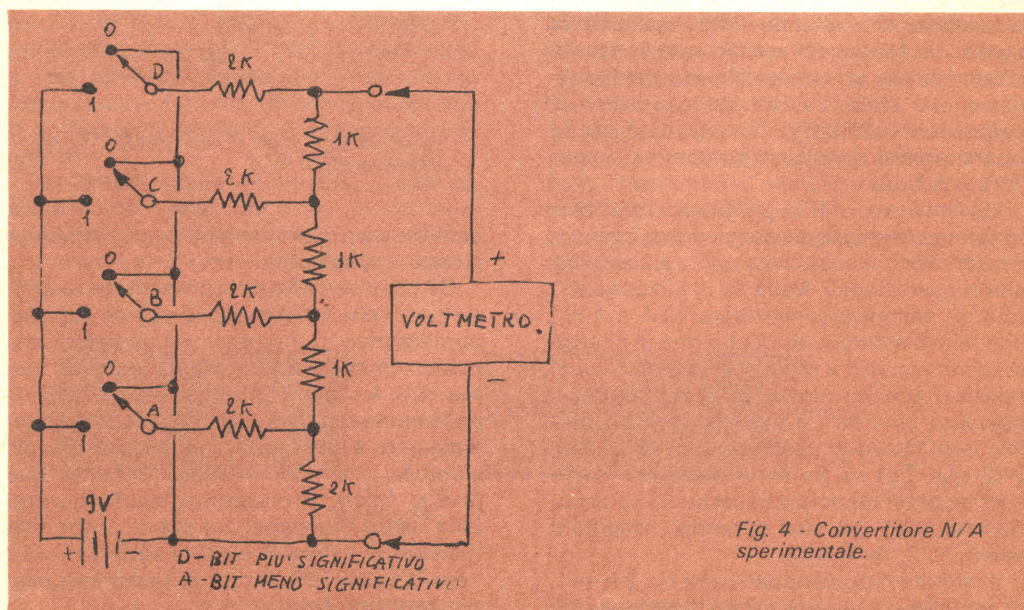 0
D
2K
1
1K
0
C
2K
1
1K
0
B
2K
1
+
VOLTMETRO.
-
1K
0
A
2K
1
2K
9V
+ -
D-BIT PIU' SIGNIFICATIVO
A-BIT MENO SIGNIFICATIVO
Fig. 4 - Convertitore N/A
sperimentale.